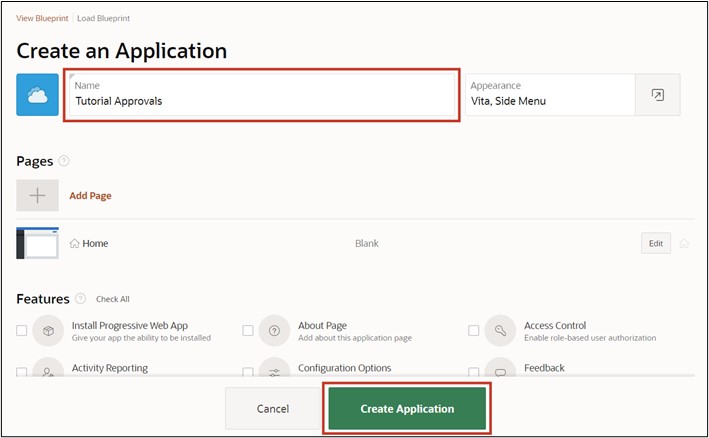 View Blueprint | Load Blueprint
Create an Application
Name
Tutorial Approvals
Appearance
Vita, Side Menu
Pages ?
Add Page
Home Blank Edit
Features ? Check All
Install Progressive Web App
Give your app the ability to be installed
About Page
Add about this application page
Access Control
Enable role-based user authorization
Activity Reporting
Configuration Options
Feedback
Cancel
Create Application